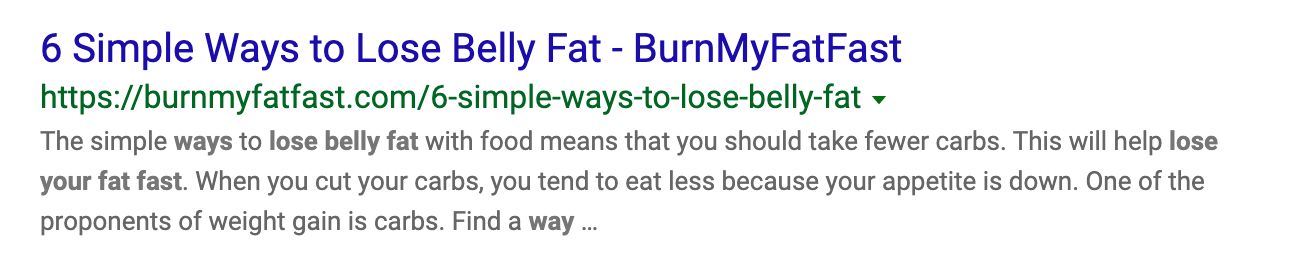 6 Simple Ways to Lose Belly Fat - BurnMyFatFast
https://burnmyfatfast.com/6-simple-ways-to-lose-belly-fat
The simple ways to lose belly fat with food means that you should take fewer carbs. This will help lose
your fat fast. When you cut your carbs, you tend to eat less because your appetite is down. One of the
proponents of weight gain is carbs. Find a way ...